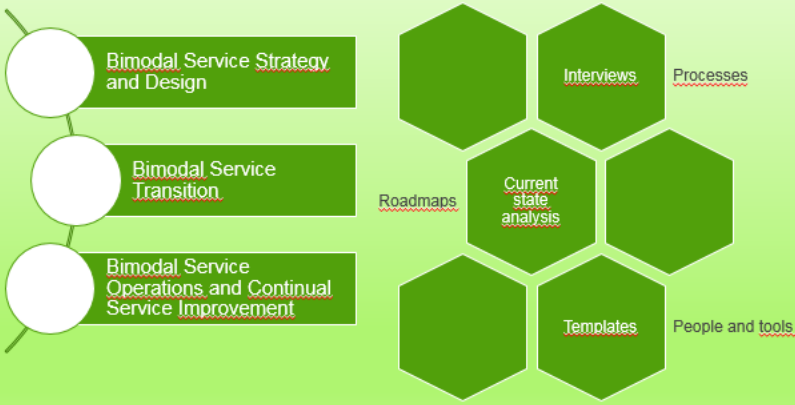 Bimodal Service Strategy
and Design
Bimodal Service
Transition
Bimodal Service
Operations and Continual
Service Improvement
Interviews
Processes
Roadmaps
Current
state
analysis
Templates
People and tools